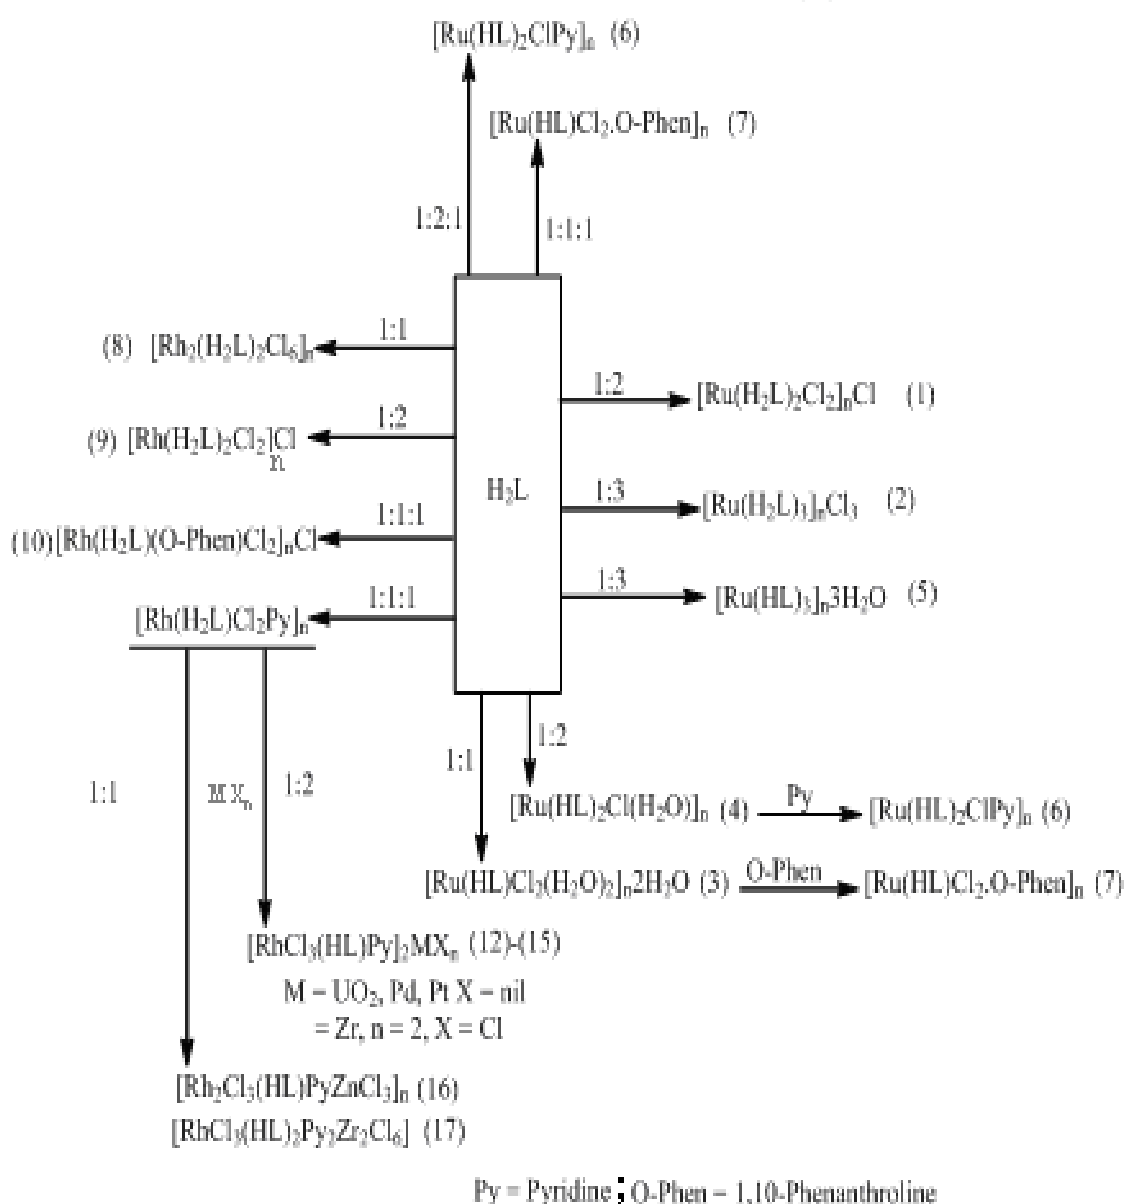 [Ru(HL)₂ClPy]ₙ (6)
[Ru(HL)Cl₂.O-Phen]ₙ (7)
1:2:1
1:1:1
(8) [Rh₂(H₂L)₂Cl₆]ₙ
1:1
1:2
[Ru(H₂L)₂Cl₂]ₙCl (1)
(9) [Rh(H₂L)₂Cl₂]Cl
n
1:2
H₂L
1:3
[Ru(H₂L)₃]ₙCl₃ (2)
(10)[Rh(H₂L)(O-Phen)Cl₂]ₙCl
1:1:1
1:3
[Ru(HL)₃]ₙ3H₂O (5)
[Rh(H₂L)Cl₂Py]ₙ
1:1:1
1:1
MXₙ
1:2
1:1
1:2
[Ru(HL)₂Cl(H₂O)]ₙ (4)
Py
[Ru(HL)₂ClPy]ₙ (6)
[Ru(HL)Cl₂(H₂O)₂]ₙ2H₂O (3)
O-Phen
[Ru(HL)Cl₂.O-Phen]ₙ (7)
[RhCl₃(HL)Py]₂MXₙ (12)-(15)
M = UO₂, Pd, Pt X = nil
= Zr, n = 2, X = Cl
[Rh₂Cl₃(HL)PyZnCl₃]ₙ (16)
[RhCl₃(HL)₂Py₂Zr₂Cl₆] (17)
Py = Pyridine ; O-Phen = 1,10-Phenanthroline